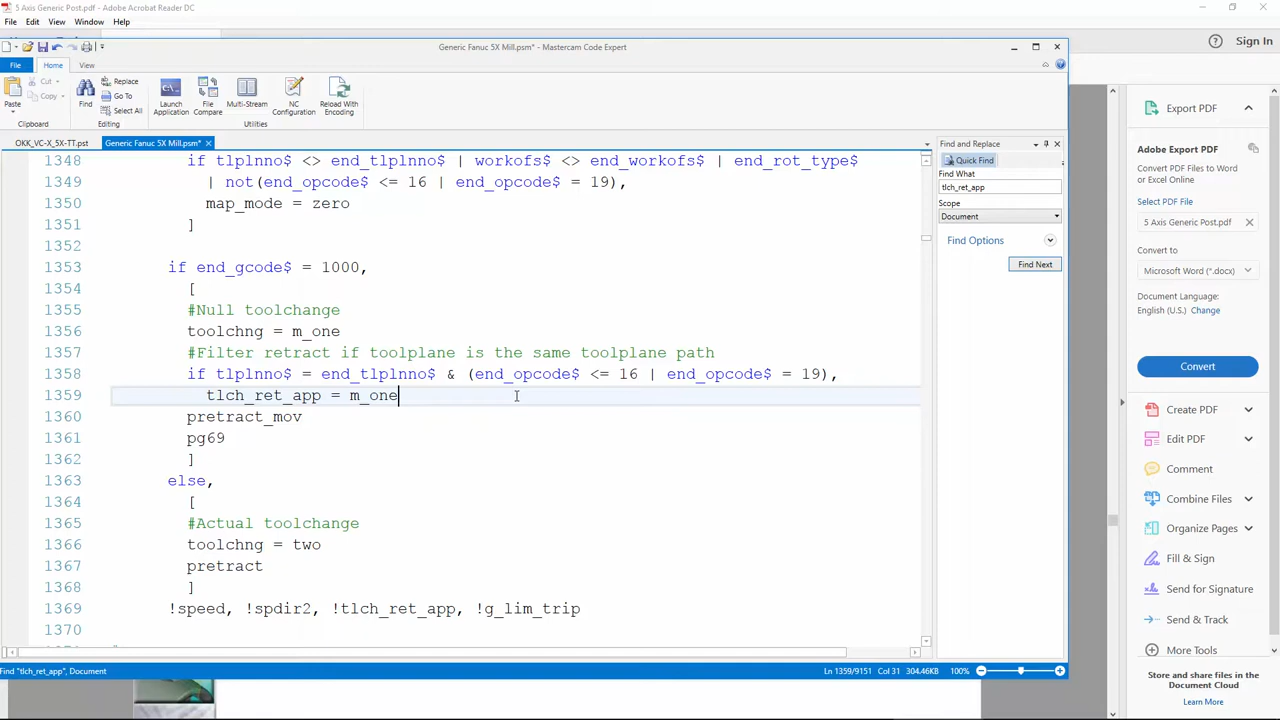 5 Axis Generic Post.pdf - Adobe Acrobat Reader DC
File Edit View Window Help
Sign In
Generic Fanuc 5X Mill.psm* - Mastercam Code Expert
File Home View
Paste
Cut
Copy
Clipboard
Find
Replace
Go To
Select All
Editing
Launch Application
File Compare
Multi-Stream
NC Configuration
Reload With Encoding
Utilities
OKK_VC-X_5X-TT.pst
Generic Fanuc 5X Mill.psm*
1348 if tlplnno$ <> end_tlplnno$ | workofs$ <> end_workofs$ | end_rot_type$
1349 | not(end_opcode$ <= 16 | end_opcode$ = 19),
1350 map_mode = zero
1351 ]
1352
1353 if end_gcode$ = 1000,
1354 [
1355 #Null toolchange
1356 toolchng = m_one
1357 #Filter retract if toolplane is the same toolplane path
1358 if tlplnno$ = end_tlplnno$ & (end_opcode$ <= 16 | end_opcode$ = 19),
1359 tlch_ret_app = m_one
1360 pretract_mov
1361 pg69
1362 ]
1363 else,
1364 [
1365 #Actual toolchange
1366 toolchng = two
1367 pretract
1368 ]
1369 !speed, !spdir2, !tlch_ret_app, !g_lim_trip
1370
Find and Replace
Quick Find
Find What
tlch_ret_app
Scope
Document
Find Options
Find Next
Find "tlch_ret_app", Document
Ln 1359/9151 Col 31 304.46KB 100%
Export PDF
Adobe Export PDF
Convert PDF Files to Word
or Excel Online
Select PDF File
5 Axis Generic Post.pdf
Convert to
Microsoft Word (*.docx)
Document Language:
English (U.S.) Change
Convert
Create PDF
Edit PDF
Comment
Combine Files
Organize Pages
Fill & Sign
Send for Signature
Send & Track
More Tools
Store and share files in the
Document Cloud
Learn More